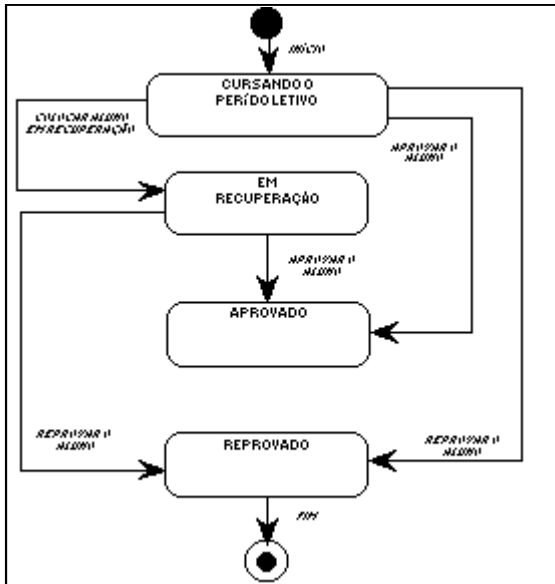 INÍCIO
CURSANDO O
PERÍDO LETIVO
COLOCAR ALUNO
EM RECUPERAÇÃO
APROVAR O
ALUNO
EM
RECUPERAÇÃO
APROVAR O
ALUNO
APROVADO
REPROVAR O
ALUNO
REPROVADO
REPROVAR O
ALUNO
FIM